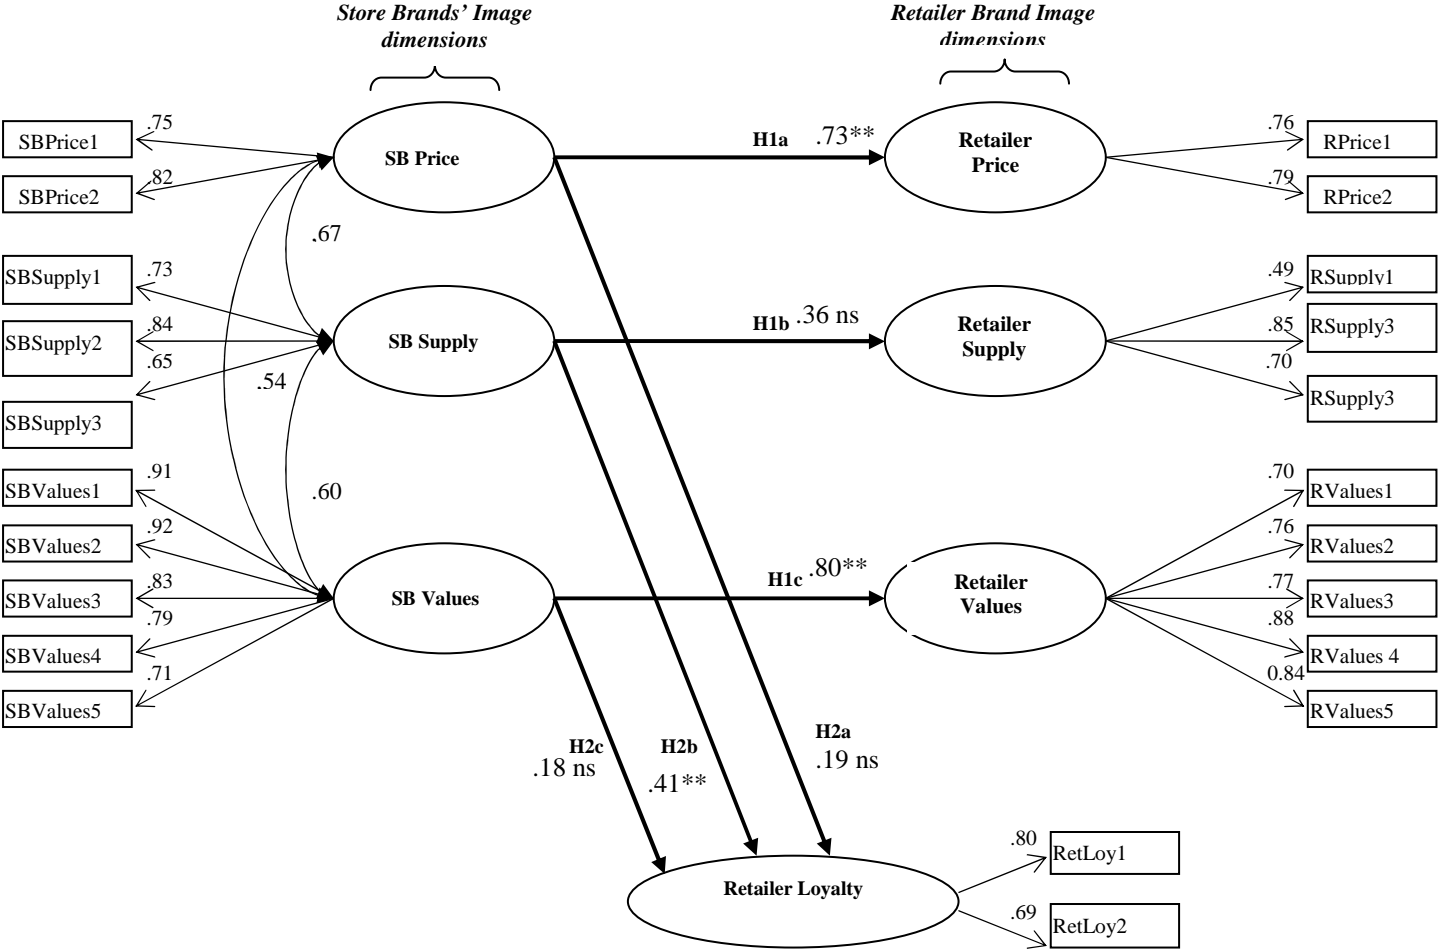 Store Brands' Image
dimensions
Retailer Brand Image
dimensions
.75
SBPrice1
.82
SBPrice2
SB Price
H1a .73**
Retailer
Price
.76
RPrice1
.79
RPrice2
.67
.73
SBSupply1
.84
SBSupply2
.65
SBSupply3
SB Supply
H1b .36 ns
Retailer
Supply
.49
RSupply1
.85
RSupply3
.70
RSupply3
.54
.60
.91
SBValues1
.92
SBValues2
.83
SBValues3
.79
SBValues4
.71
SBValues5
SB Values
H1c .80**
Retailer
Values
.70
RValues1
.76
RValues2
.77
RValues3
.88
RValues 4
0.84
RValues5
H2c
.18 ns
H2b
.41**
H2a
.19 ns
Retailer Loyalty
.80
RetLoy1
.69
RetLoy2